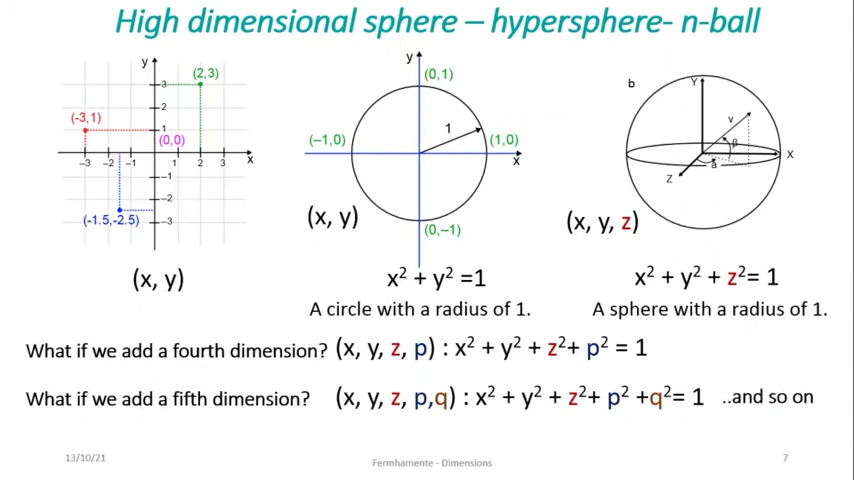 High dimensional sphere – hypersphere- n-ball
y
(2,3)
3
2
(-3,1)
1
(0,0)
−3 −2 −1 1 2 3 x
−1
−2
(-1.5,-2.5)
−3
(x, y)
y
(0,1)
1
(−1,0)
(1,0)
x
(x, y)
(0,−1)
x² + y² =1
A circle with a radius of 1.
b
Y
v
β
X
a
Z
(x, y, z)
x² + y² + z²= 1
A sphere with a radius of 1.
What if we add a fourth dimension? (x, y, z, p) : x² + y² + z²+ p² = 1
What if we add a fifth dimension? (x, y, z, p,q) : x² + y² + z²+ p² +q²= 1 ..and so on
13/10/21
Fermhamente - Dimensions
7